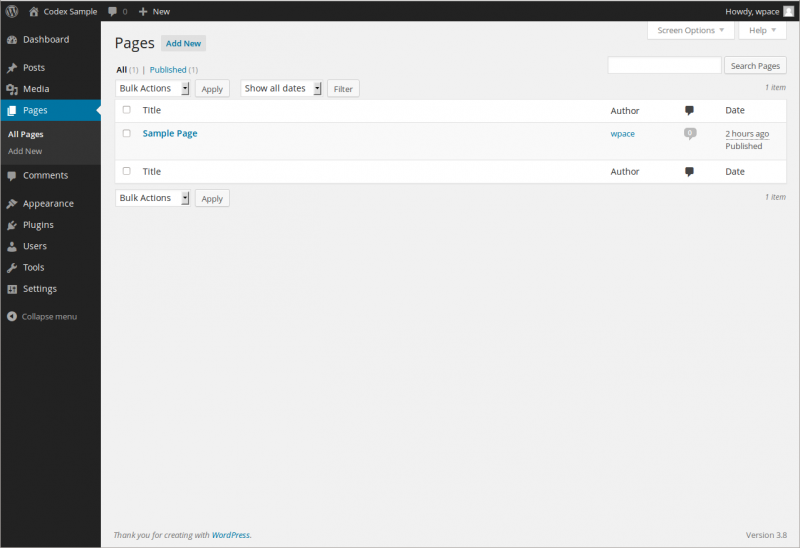 Codex Sample 0 New Howdy, wpace
Screen Options Help
Dashboard
Posts
Media
Pages
All Pages
Add New
Comments
Appearance
Plugins
Users
Tools
Settings
Collapse menu
Pages Add New
All (1) | Published (1)
Search Pages
Bulk Actions Apply Show all dates Filter 1 item
Title Author Date
Sample Page wpace 0 2 hours ago
Published
Title Author Date
Bulk Actions Apply 1 item
Thank you for creating with WordPress. Version 3.8